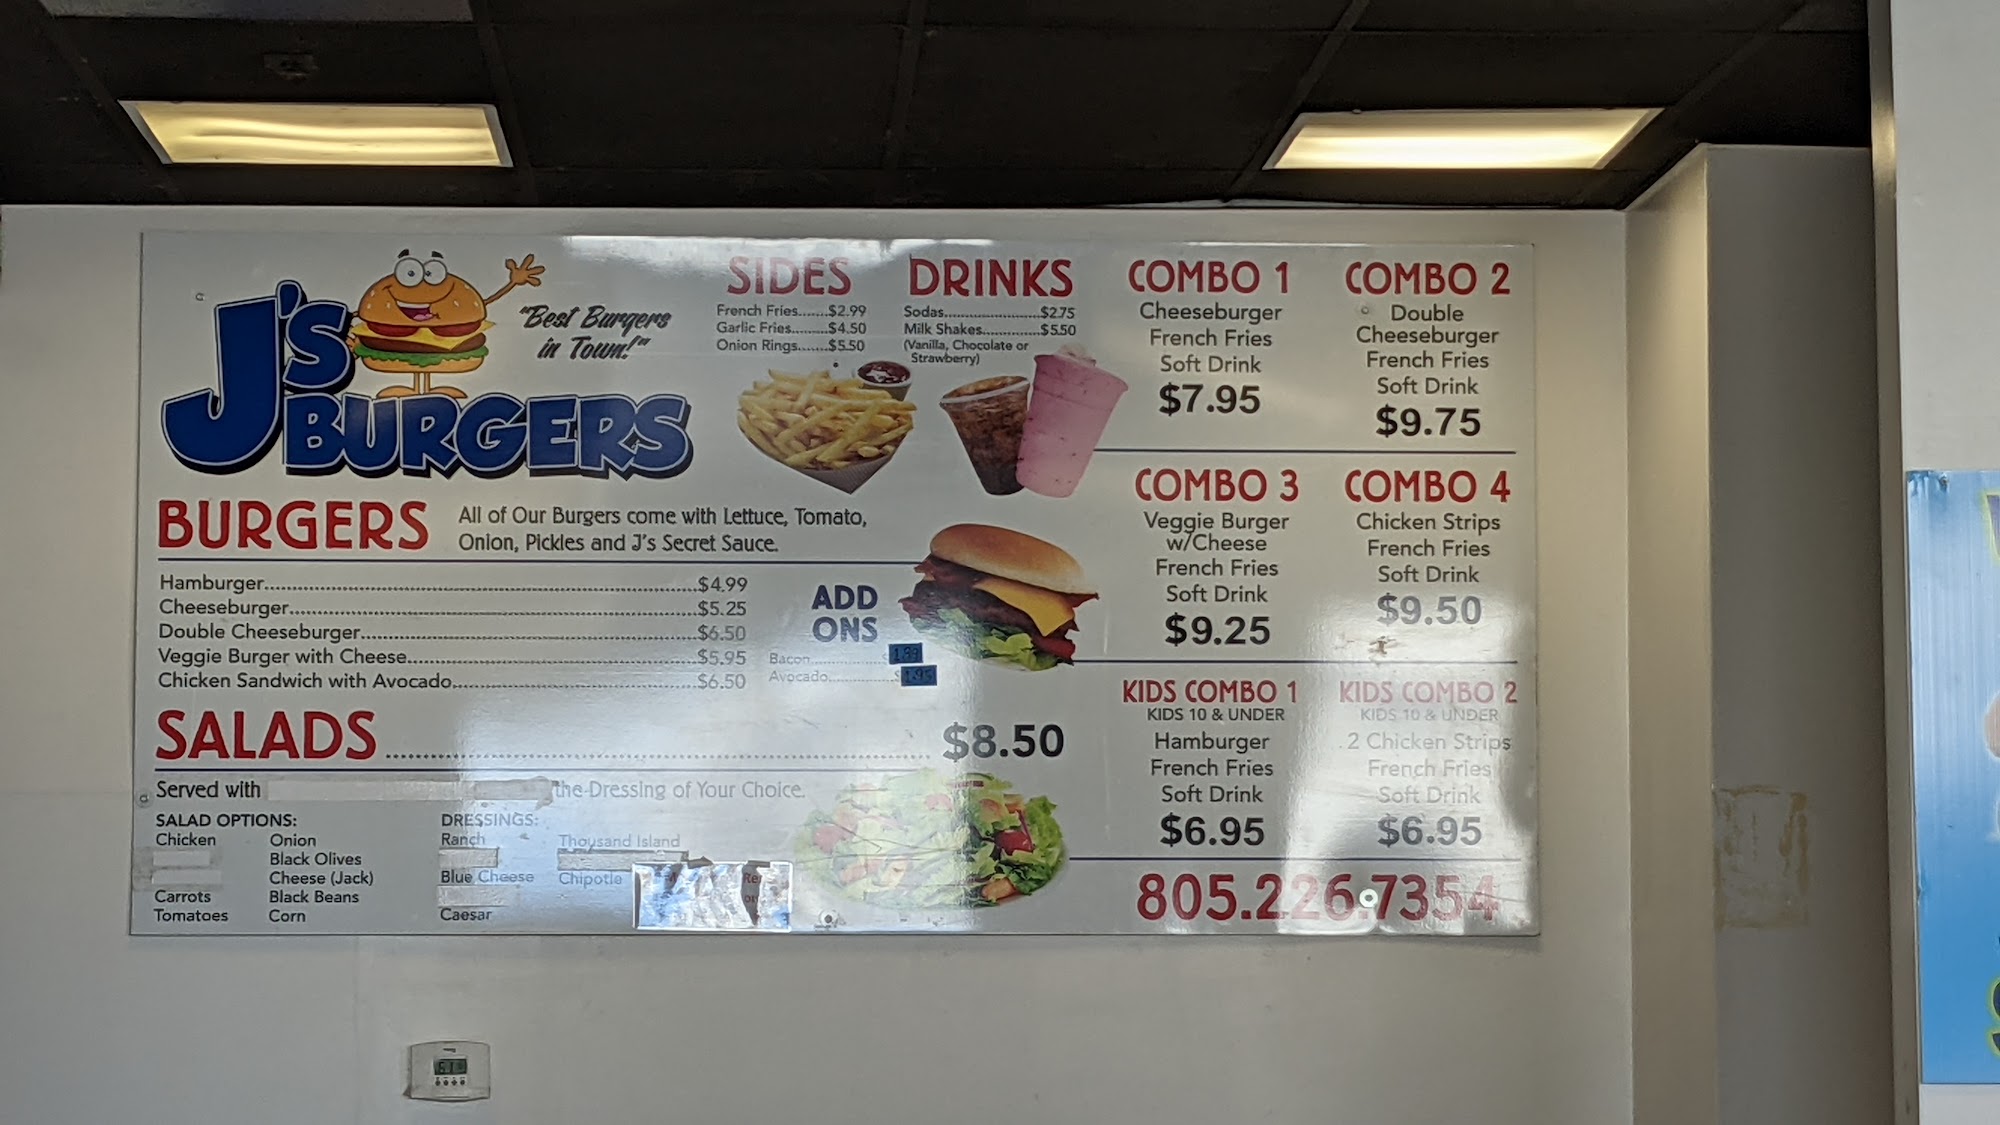 J's
BURGERS
"Best Burgers
in Town!"
SIDES
French Fries.......$2.99
Garlic Fries.........$4.50
Onion Rings.......$5.50
DRINKS
Sodas........................$2.75
Milk Shakes..............$5.50
(Vanilla, Chocolate or
Strawberry)
COMBO 1
Cheeseburger
French Fries
Soft Drink
$7.95
COMBO 2
Double
Cheeseburger
French Fries
Soft Drink
$9.75
COMBO 3
Veggie Burger
w/Cheese
French Fries
Soft Drink
$9.25
COMBO 4
Chicken Strips
French Fries
Soft Drink
$9.50
BURGERS
All of Our Burgers come with Lettuce, Tomato,
Onion, Pickles and J's Secret Sauce.
Hamburger........................$4.99
Cheeseburger........................$5.25
Double Cheeseburger........................$6.50
Veggie Burger with Cheese........................$5.95
Chicken Sandwich with Avocado........................$6.50
ADD
ONS
Bacon
Avocado
SALADS........................$8.50
Served with
the Dressing of Your Choice.
SALAD OPTIONS:
Chicken
Carrots
Tomatoes
Onion
Black Olives
Cheese (Jack)
Black Beans
Corn
DRESSINGS:
Ranch
Blue Cheese
Caesar
Thousand Island
Chipotle
KIDS COMBO 1
KIDS 10 & UNDER
Hamburger
French Fries
Soft Drink
$6.95
KIDS COMBO 2
KIDS 10 & UNDER
2 Chicken Strips
French Fries
Soft Drink
$6.95
805.226.7354